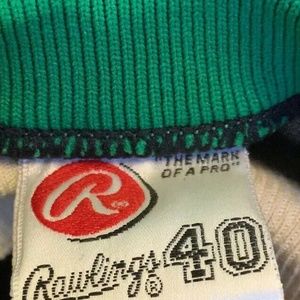 "THE MARK
OF A PRO"
R
Rawlings® 40